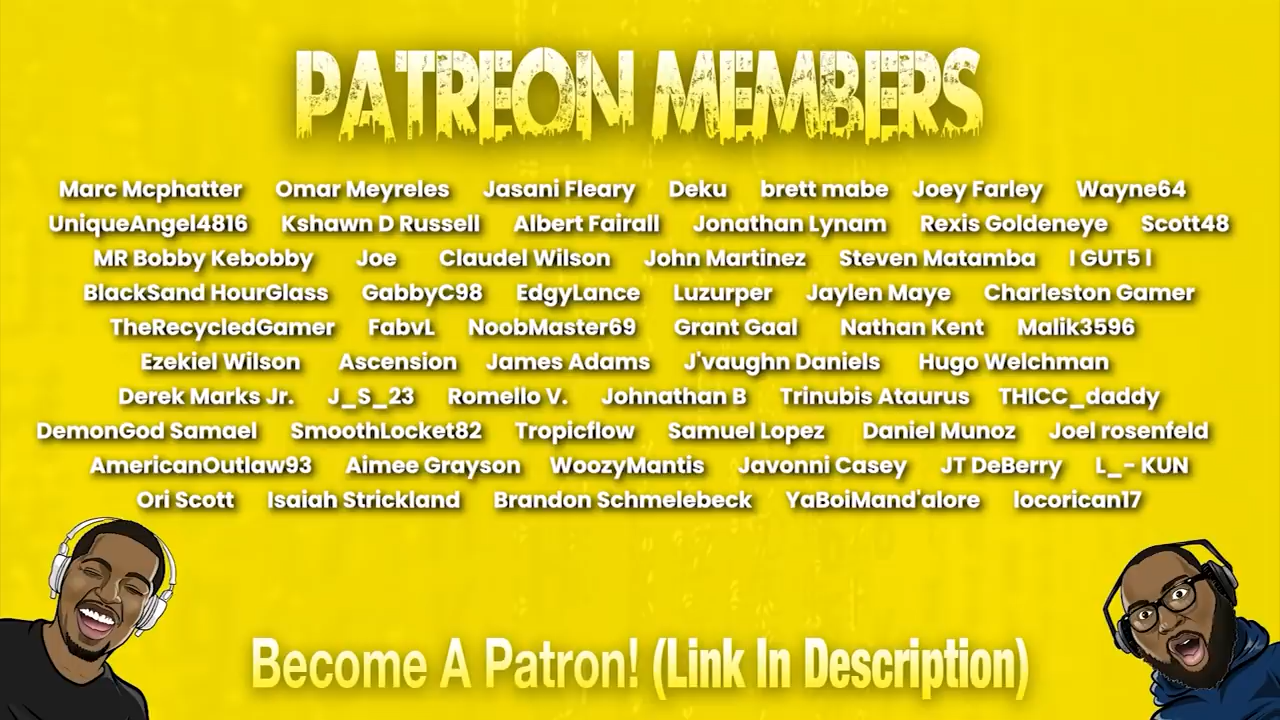 PATREON MEMBERS
Marc Mcphatter Omar Meyreles Jasani Fleary Deku brett mabe Joey Farley Wayne64
UniqueAngel4816 Kshawn D Russell Albert Fairall Jonathan Lynam Rexis Goldeneye Scott48
MR Bobby Kebobby Joe Claudel Wilson John Martinez Steven Matamba I GUT5 I
BlackSand HourGlass GabbyC98 EdgyLance Luzurper Jaylen Maye Charleston Gamer
TheRecycledGamer FabvL NoobMaster69 Grant Gaal Nathan Kent Malik3596
Ezekiel Wilson Ascension James Adams J'vaughn Daniels Hugo Welchman
Derek Marks Jr. J_S_23 Romello V. Johnathan B Trinubis Ataurus THICC_daddy
DemonGod Samael SmoothLocket82 Tropicflow Samuel Lopez Daniel Munoz Joel rosenfeld
AmericanOutlaw93 Aimee Grayson WoozyMantis Javonni Casey JT DeBerry L_- KUN
Ori Scott Isaiah Strickland Brandon Schmelebeck YaBoiMand'alore locorican17
Become A Patron! (Link In Description)